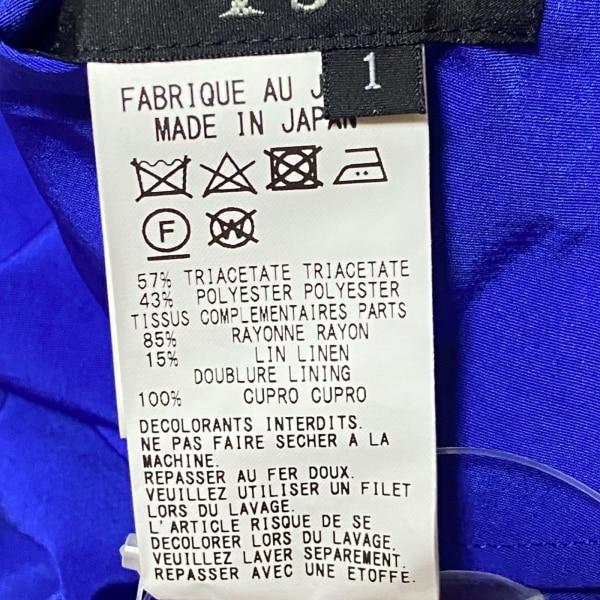 1
FABRIQUE AU
MADE IN JAPAN
F
W
57% TRIACETATE TRIACETATE
43% POLYESTER POLYESTER
TISSUS COMPLEMENTAIRES PARTS
85% RAYONNE RAYON
15% LIN LINEN
DOUBLURE LINING
100% CUPRO CUPRO
DECOLORANTS INTERDITS.
NE PAS FAIRE SECHER A LA
MACHINE.
REPASSER AU FER DOUX.
VEUILLEZ UTILISER UN FILET
LORS DU LAVAGE.
L'ARTICLE RISQUE DE SE
DECOLORER LORS DU LAVAGE,
VEUILLEZ LAVER SEPAREMENT.
REPASSER AVEC UNE ETOFFE.